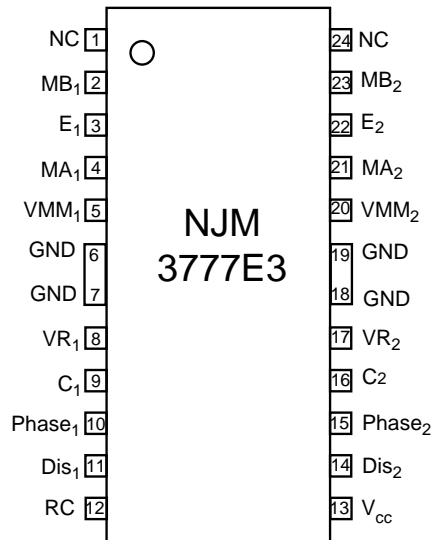 NC 1 24 NC
MB₁ 2 23 MB₂
E₁ 3 22 E₂
MA₁ 4 21 MA₂
VMM₁ 5 20 VMM₂
NJM
3777E3
GND 6 19 GND
GND 7 18 GND
VR₁ 8 17 VR₂
C₁ 9 16 C2
Phase₁ 10 15 Phase₂
Dis₁ 11 14 Dis₂
RC 12 13 V_cc